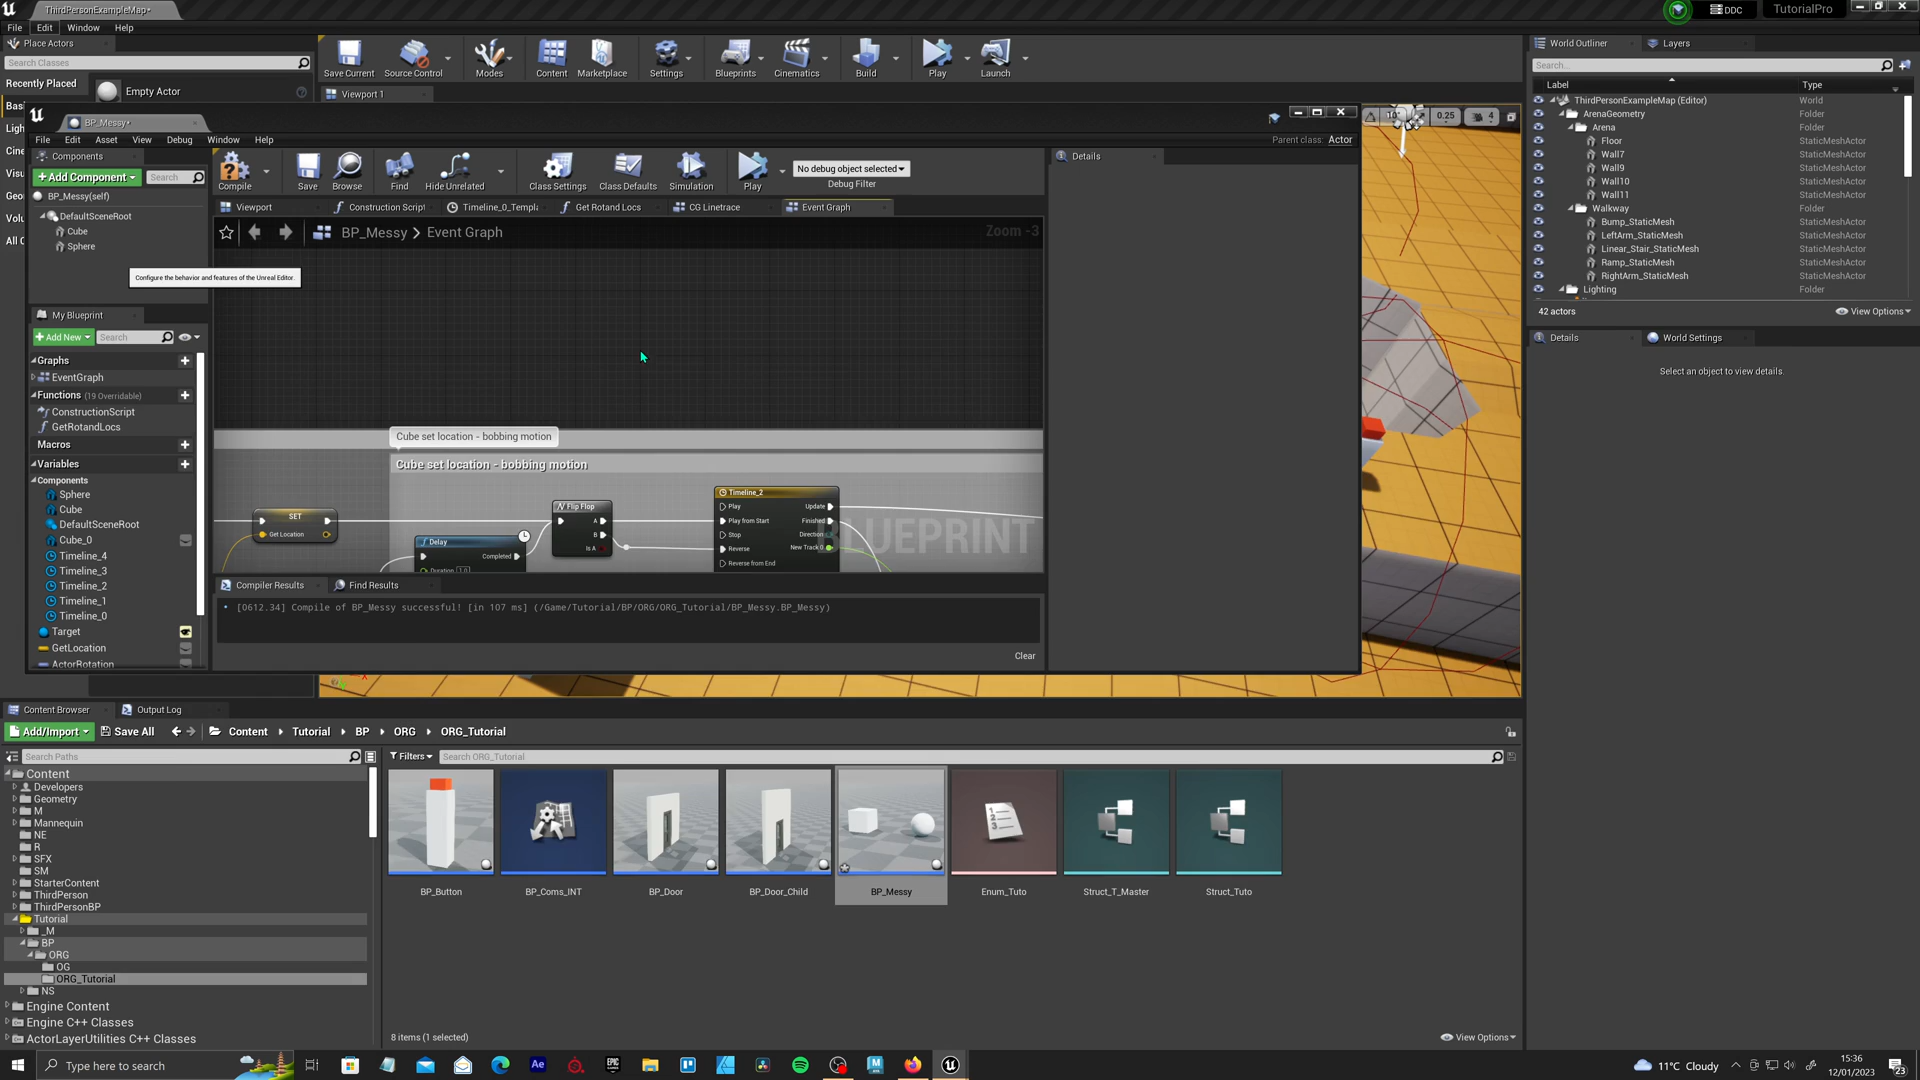 ThirdPersonExampleMap*
DDC
TutorialPro
File Edit Window Help
Place Actors
Search Classes
Recently Placed
Empty Actor
Save Current
Source Control
Modes
Content
Marketplace
Settings
Blueprints
Cinematics
Build
Play
Launch
Viewport 1
0.25
4
World Outliner
Layers
Search...
Label
Type
ThirdPersonExampleMap (Editor) World
ArenaGeometry Folder
Arena Folder
Floor StaticMeshActor
Wall7 StaticMeshActor
Wall9 StaticMeshActor
Wall10 StaticMeshActor
Wall11 StaticMeshActor
Walkway Folder
Bump_StaticMesh StaticMeshActor
LeftArm_StaticMesh StaticMeshActor
Linear_Stair_StaticMesh StaticMeshActor
Ramp_StaticMesh StaticMeshActor
RightArm_StaticMesh StaticMeshActor
Lighting Folder
42 actors
View Options
Details
World Settings
Select an object to view details.
BP_Messy*
File Edit Asset View Debug Window Help
Parent class: Actor
Components
+Add Component
Search
BP_Messy(self)
DefaultSceneRoot
Cube
Sphere
Configure the behavior and features of the Unreal Editor.
Compile
Save
Browse
Find
Hide Unrelated
Class Settings
Class Defaults
Simulation
Play
No debug object selected
Debug Filter
Details
Viewport
Construction Script
Timeline_0_Templ
Get Rotand Locs
CG Linetrace
Event Graph
BP_Messy > Event Graph
Zoom -3
My Blueprint
+Add New
Search
Graphs
EventGraph
Functions (19 Overridable)
ConstructionScript
GetRotandLocs
Macros
Variables
Components
Sphere
Cube
DefaultSceneRoot
Cube_0
Timeline_4
Timeline_3
Timeline_2
Timeline_1
Timeline_0
Target
GetLocation
ActorRotation
Cube set location - bobbing motion
Cube set location - bobbing motion
SET
Get Location
Delay
Completed
Duration 1.0
Flip Flop
A
B
Is A
Timeline_2
Play Update
Play from Start Finished
Stop Direction
Reverse New Track 0
Reverse from End
BLUEPRINT
Compiler Results
Find Results
[0612.34] Compile of BP_Messy successful! [in 107 ms] (/Game/Tutorial/BP/ORG/ORG_Tutorial/BP_Messy.BP_Messy)
Clear
Content Browser
Output Log
Add/Import
Save All
Content
Tutorial
BP
ORG
ORG_Tutorial
Search Paths
Filters
Search ORG_Tutorial
Content
Developers
Geometry
M
Mannequin
NE
R
SFX
SM
StarterContent
ThirdPerson
ThirdPersonBP
Tutorial
_M
BP
ORG
OG
ORG_Tutorial
NS
Engine Content
Engine C++ Classes
ActorLayerUtilities C++ Classes
BP_Button
BP_Coms_INT
BP_Door
BP_Door_Child
BP_Messy
Enum_Tuto
Struct_T_Master
Struct_Tuto
8 items (1 selected)
View Options
Type here to search
11°C Cloudy
15:36
12/01/2023
23